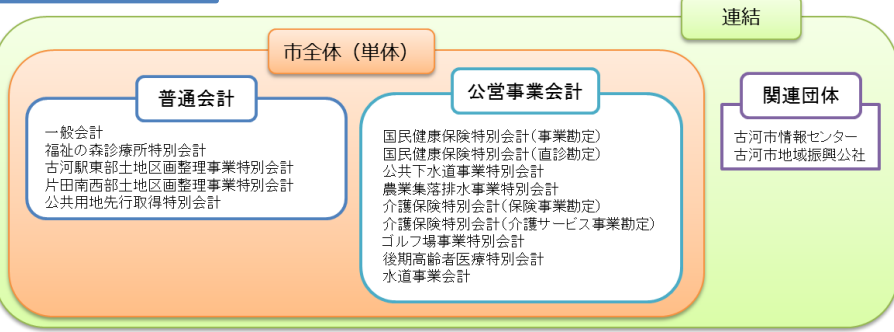 連結
市全体（単体）
普通会計
一般会計
福祉の森診療所特別会計
古河駅東部土地区画整理事業特別会計
片田南西部土地区画整理事業特別会計
公共用地先行取得特別会計
公営事業会計
国民健康保険特別会計（事業勘定）
国民健康保険特別会計（直診勘定）
公共下水道事業特別会計
農業集落排水事業特別会計
介護保険特別会計（保険事業勘定）
介護保険特別会計（介護サービス事業勘定）
ゴルフ場事業特別会計
後期高齢者医療特別会計
水道事業会計
関連団体
古河市情報センター
古河市地域振興公社